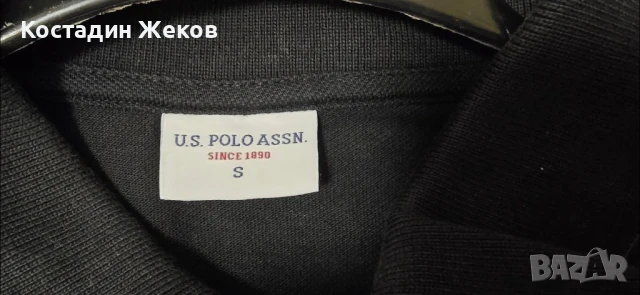 Костадин Жеков
U.S. POLO ASSN.
SINCE 1890
S
BAZAR